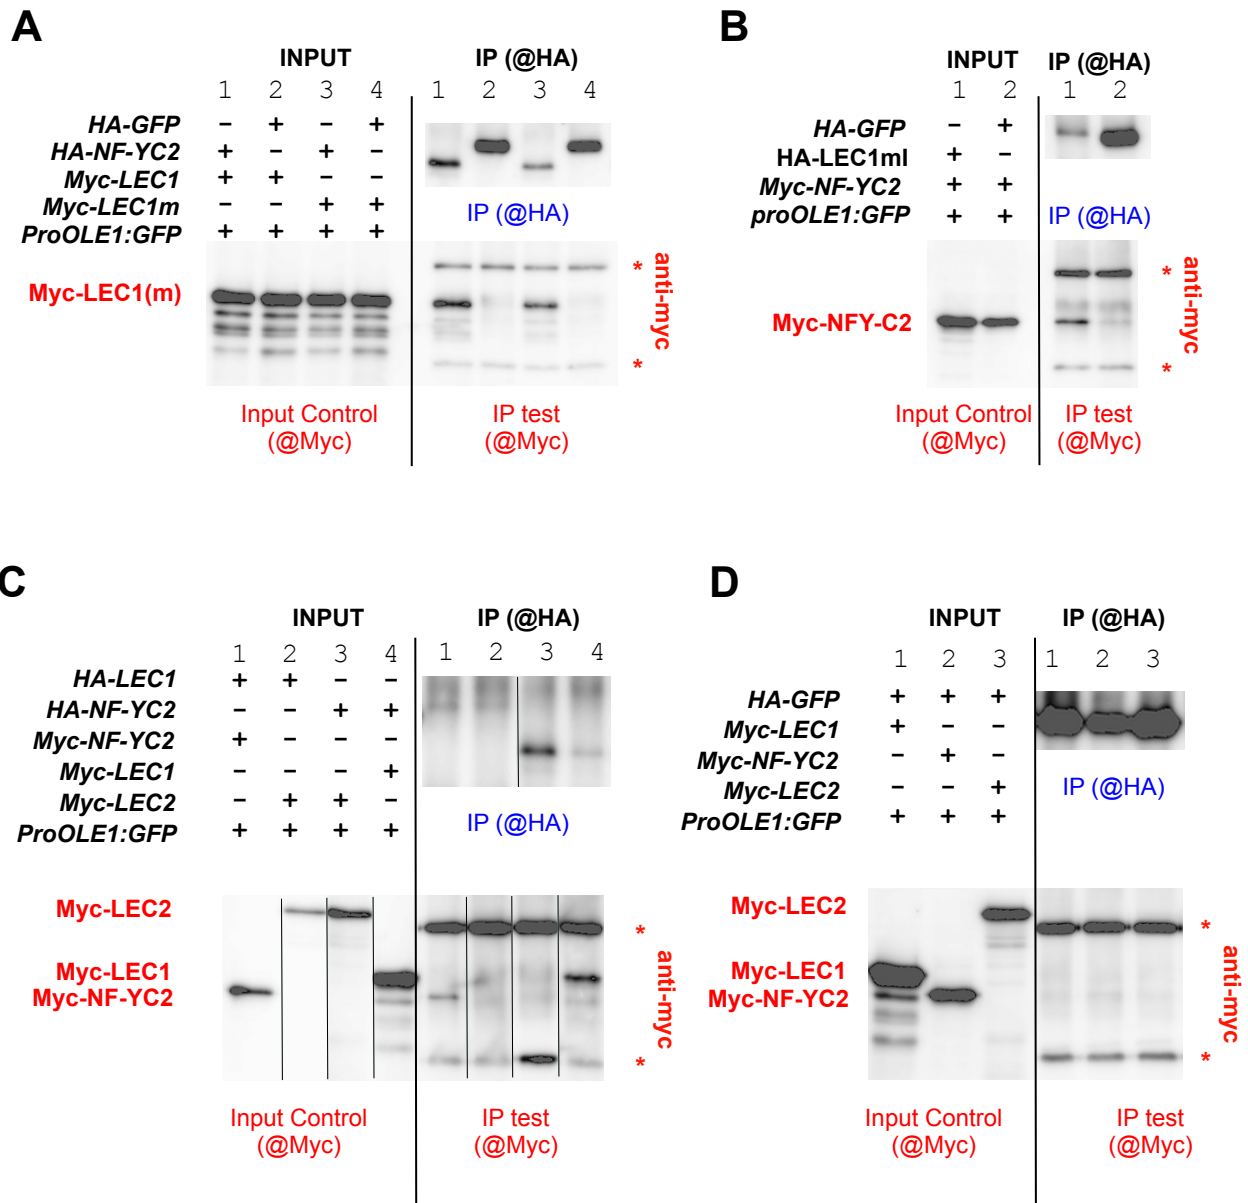 A
INPUT
IP (@HA)
1 2 3 4
1 2 3 4
HA-GFP – + – +
HA-NF-YC2 + – + –
Myc-LEC1 + + – –
Myc-LEC1m – – + +
ProOLE1:GFP + + + +
IP (@HA)
Myc-LEC1(m)
*
*
anti-myc
Input Control
(@Myc)
IP test
(@Myc)
B
INPUT
IP (@HA)
1 2
1 2
HA-GFP – +
HA-LEC1ml + –
Myc-NF-YC2 + +
proOLE1:GFP + +
IP (@HA)
Myc-NFY-C2
*
*
anti-myc
Input Control
(@Myc)
IP test
(@Myc)
C
INPUT
IP (@HA)
1 2 3 4
1 2 3 4
HA-LEC1 + + – –
HA-NF-YC2 – – + +
Myc-NF-YC2 + – – –
Myc-LEC1 – – – +
Myc-LEC2 – + + –
ProOLE1:GFP + + + +
IP (@HA)
Myc-LEC2
Myc-LEC1
Myc-NF-YC2
*
*
anti-myc
Input Control
(@Myc)
IP test
(@Myc)
D
INPUT
IP (@HA)
1 2 3
1 2 3
HA-GFP + + +
Myc-LEC1 + – –
Myc-NF-YC2 – + –
Myc-LEC2 – – +
ProOLE1:GFP + + +
IP (@HA)
Myc-LEC2
Myc-LEC1
Myc-NF-YC2
*
*
anti-myc
Input Control
(@Myc)
IP test
(@Myc)